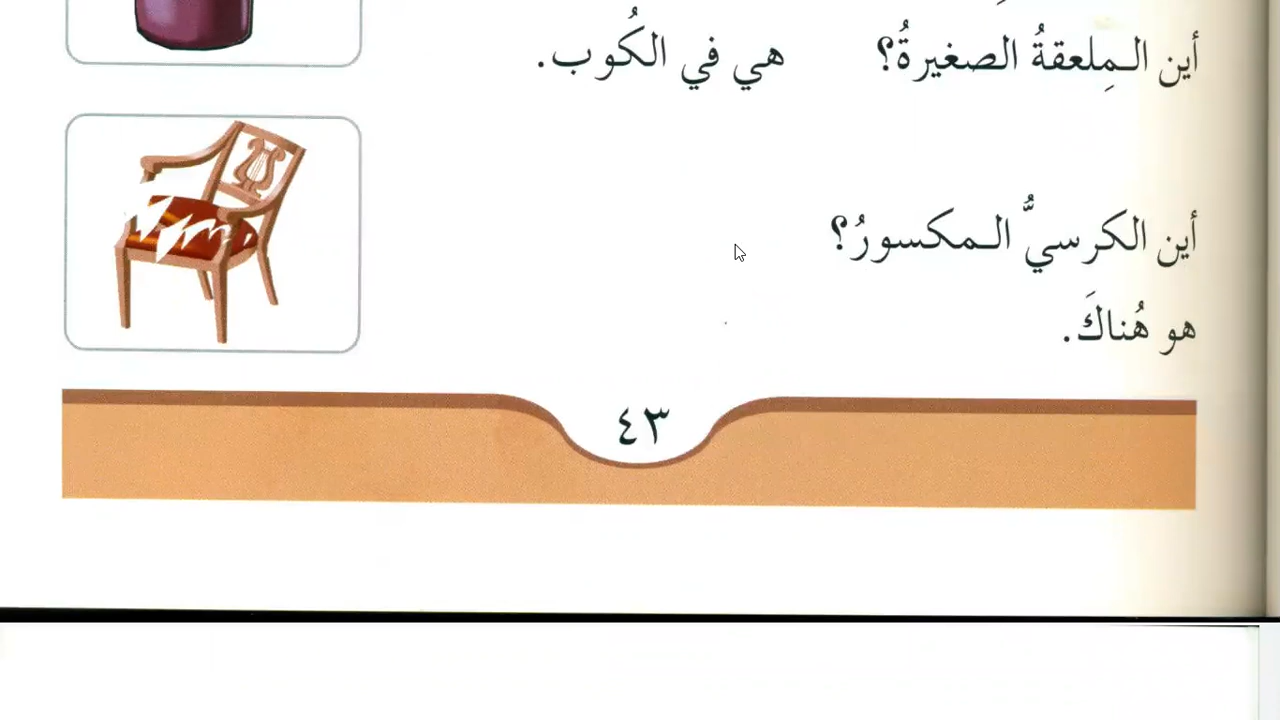 أين الـمِلعقةُ الصغيرةُ؟ هي في الكُوب.
أين الكرسيُّ الـمكسورُ؟
هو هُناكَ.
٤٣